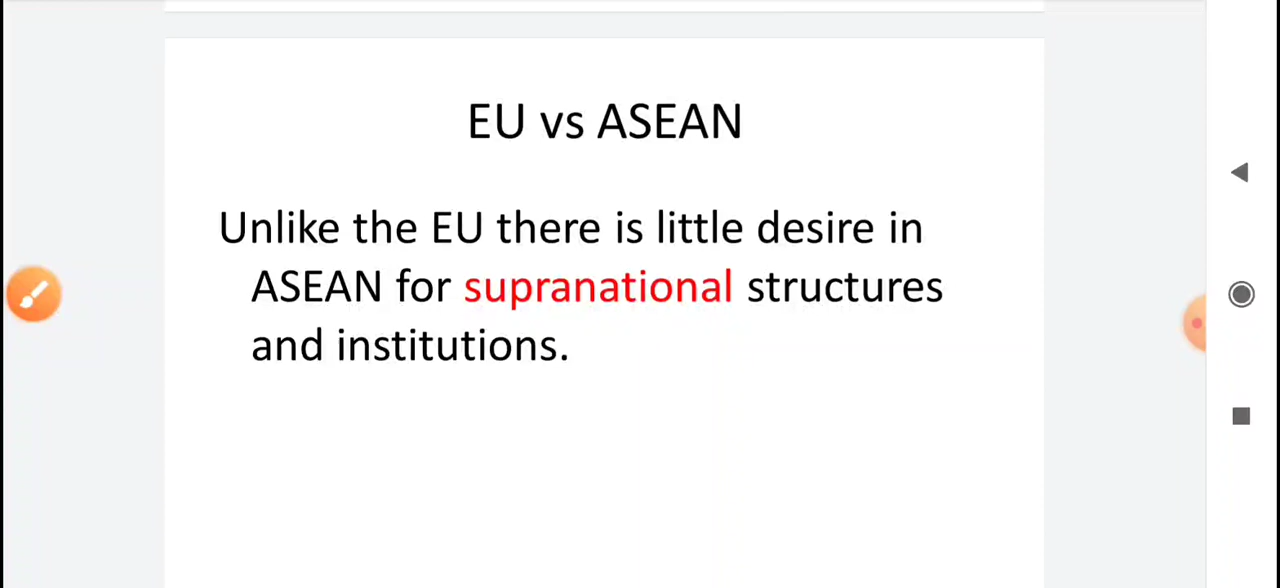 EU vs ASEAN
Unlike the EU there is little desire in
ASEAN for supranational structures
and institutions.